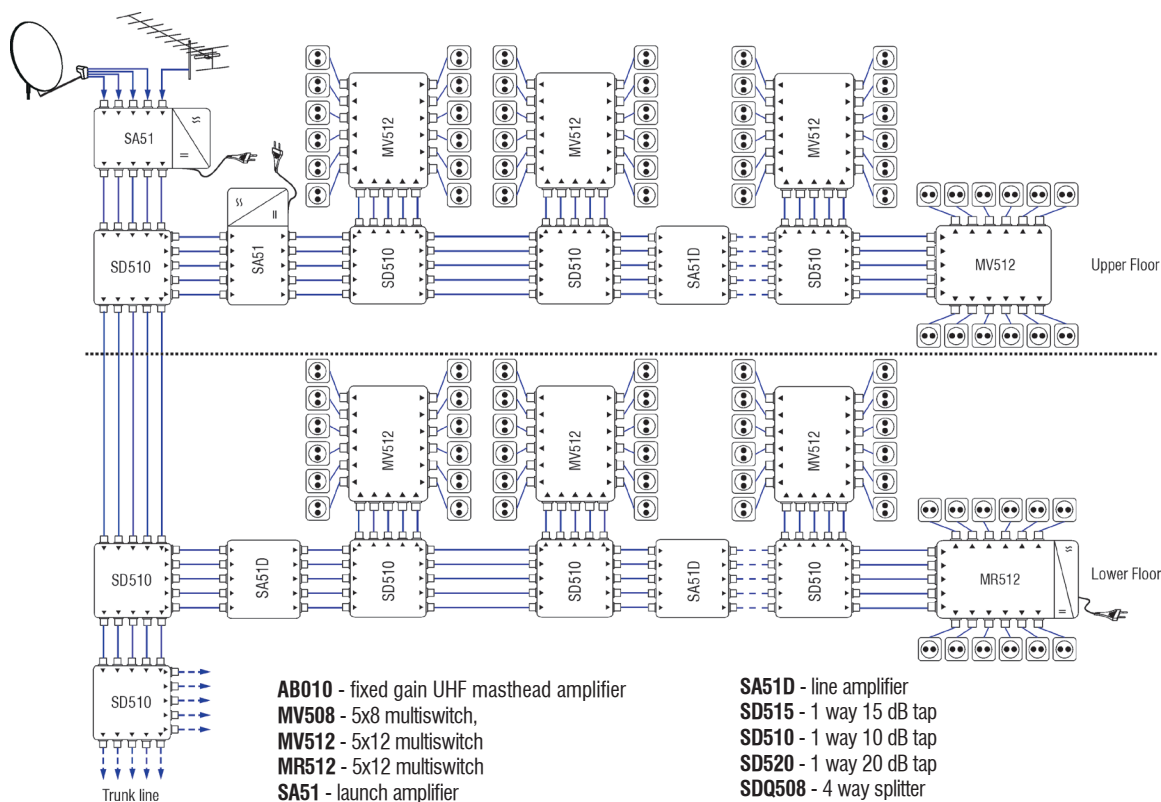 SA51
MV512
MV512
MV512
SD510
SA51
SD510
SD510
SA51D
SD510
MV512
Upper Floor
MV512
MV512
MV512
SD510
SA51D
SD510
SD510
SA51D
SD510
MR512
Lower Floor
SD510
Trunk line
AB010 - fixed gain UHF masthead amplifier
MV508 - 5x8 multiswitch,
MV512 - 5x12 multiswitch
MR512 - 5x12 multiswitch
SA51 - launch amplifier
SA51D - line amplifier
SD515 - 1 way 15 dB tap
SD510 - 1 way 10 dB tap
SD520 - 1 way 20 dB tap
SDQ508 - 4 way splitter